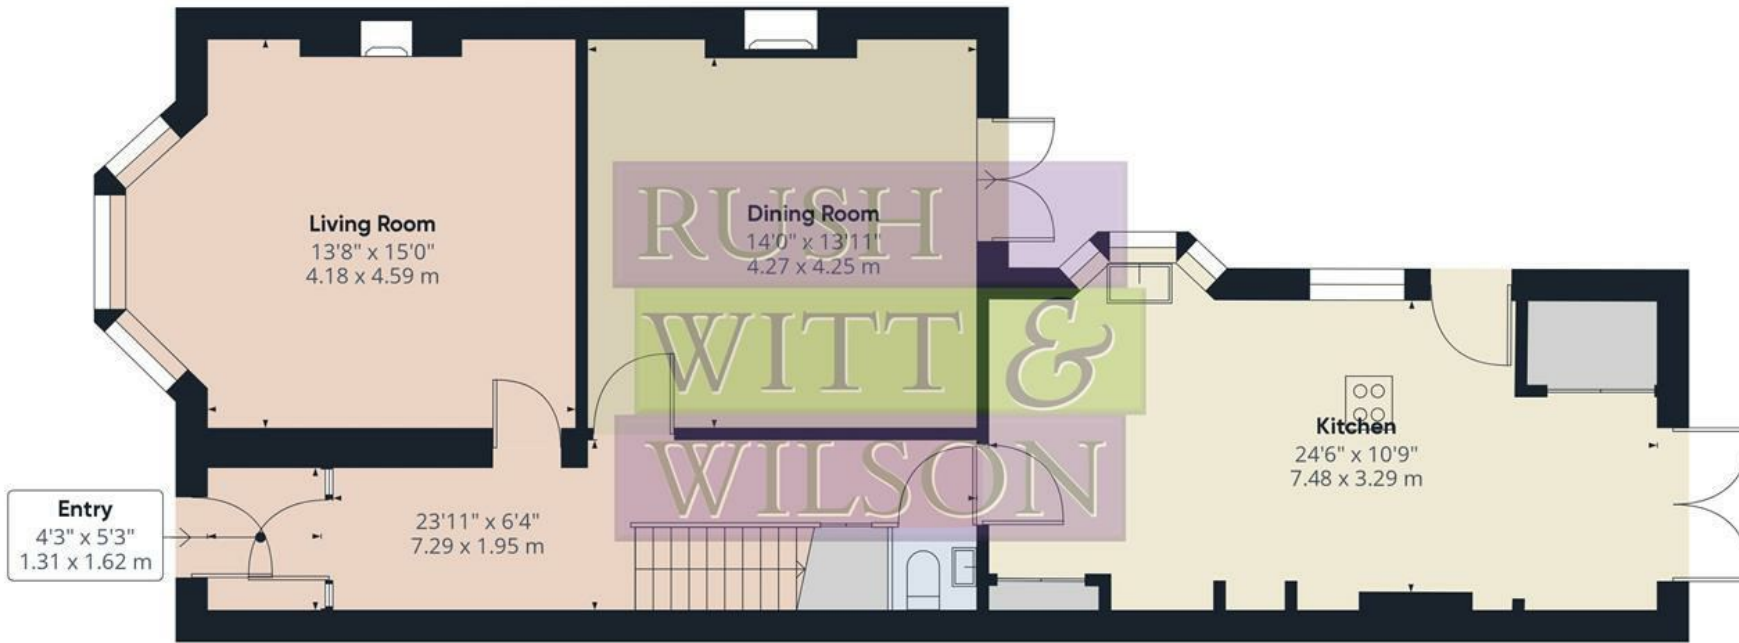 Living Room
13'8" x 15'0"
4.18 x 4.59 m
Dining Room
14'0" x 13'11"
4.27 x 4.25 m
RUSH
WITT &
WILSON
Kitchen
24'6" x 10'9"
7.48 x 3.29 m
Entry
4'3" x 5'3"
1.31 x 1.62 m
23'11" x 6'4"
7.29 x 1.95 m